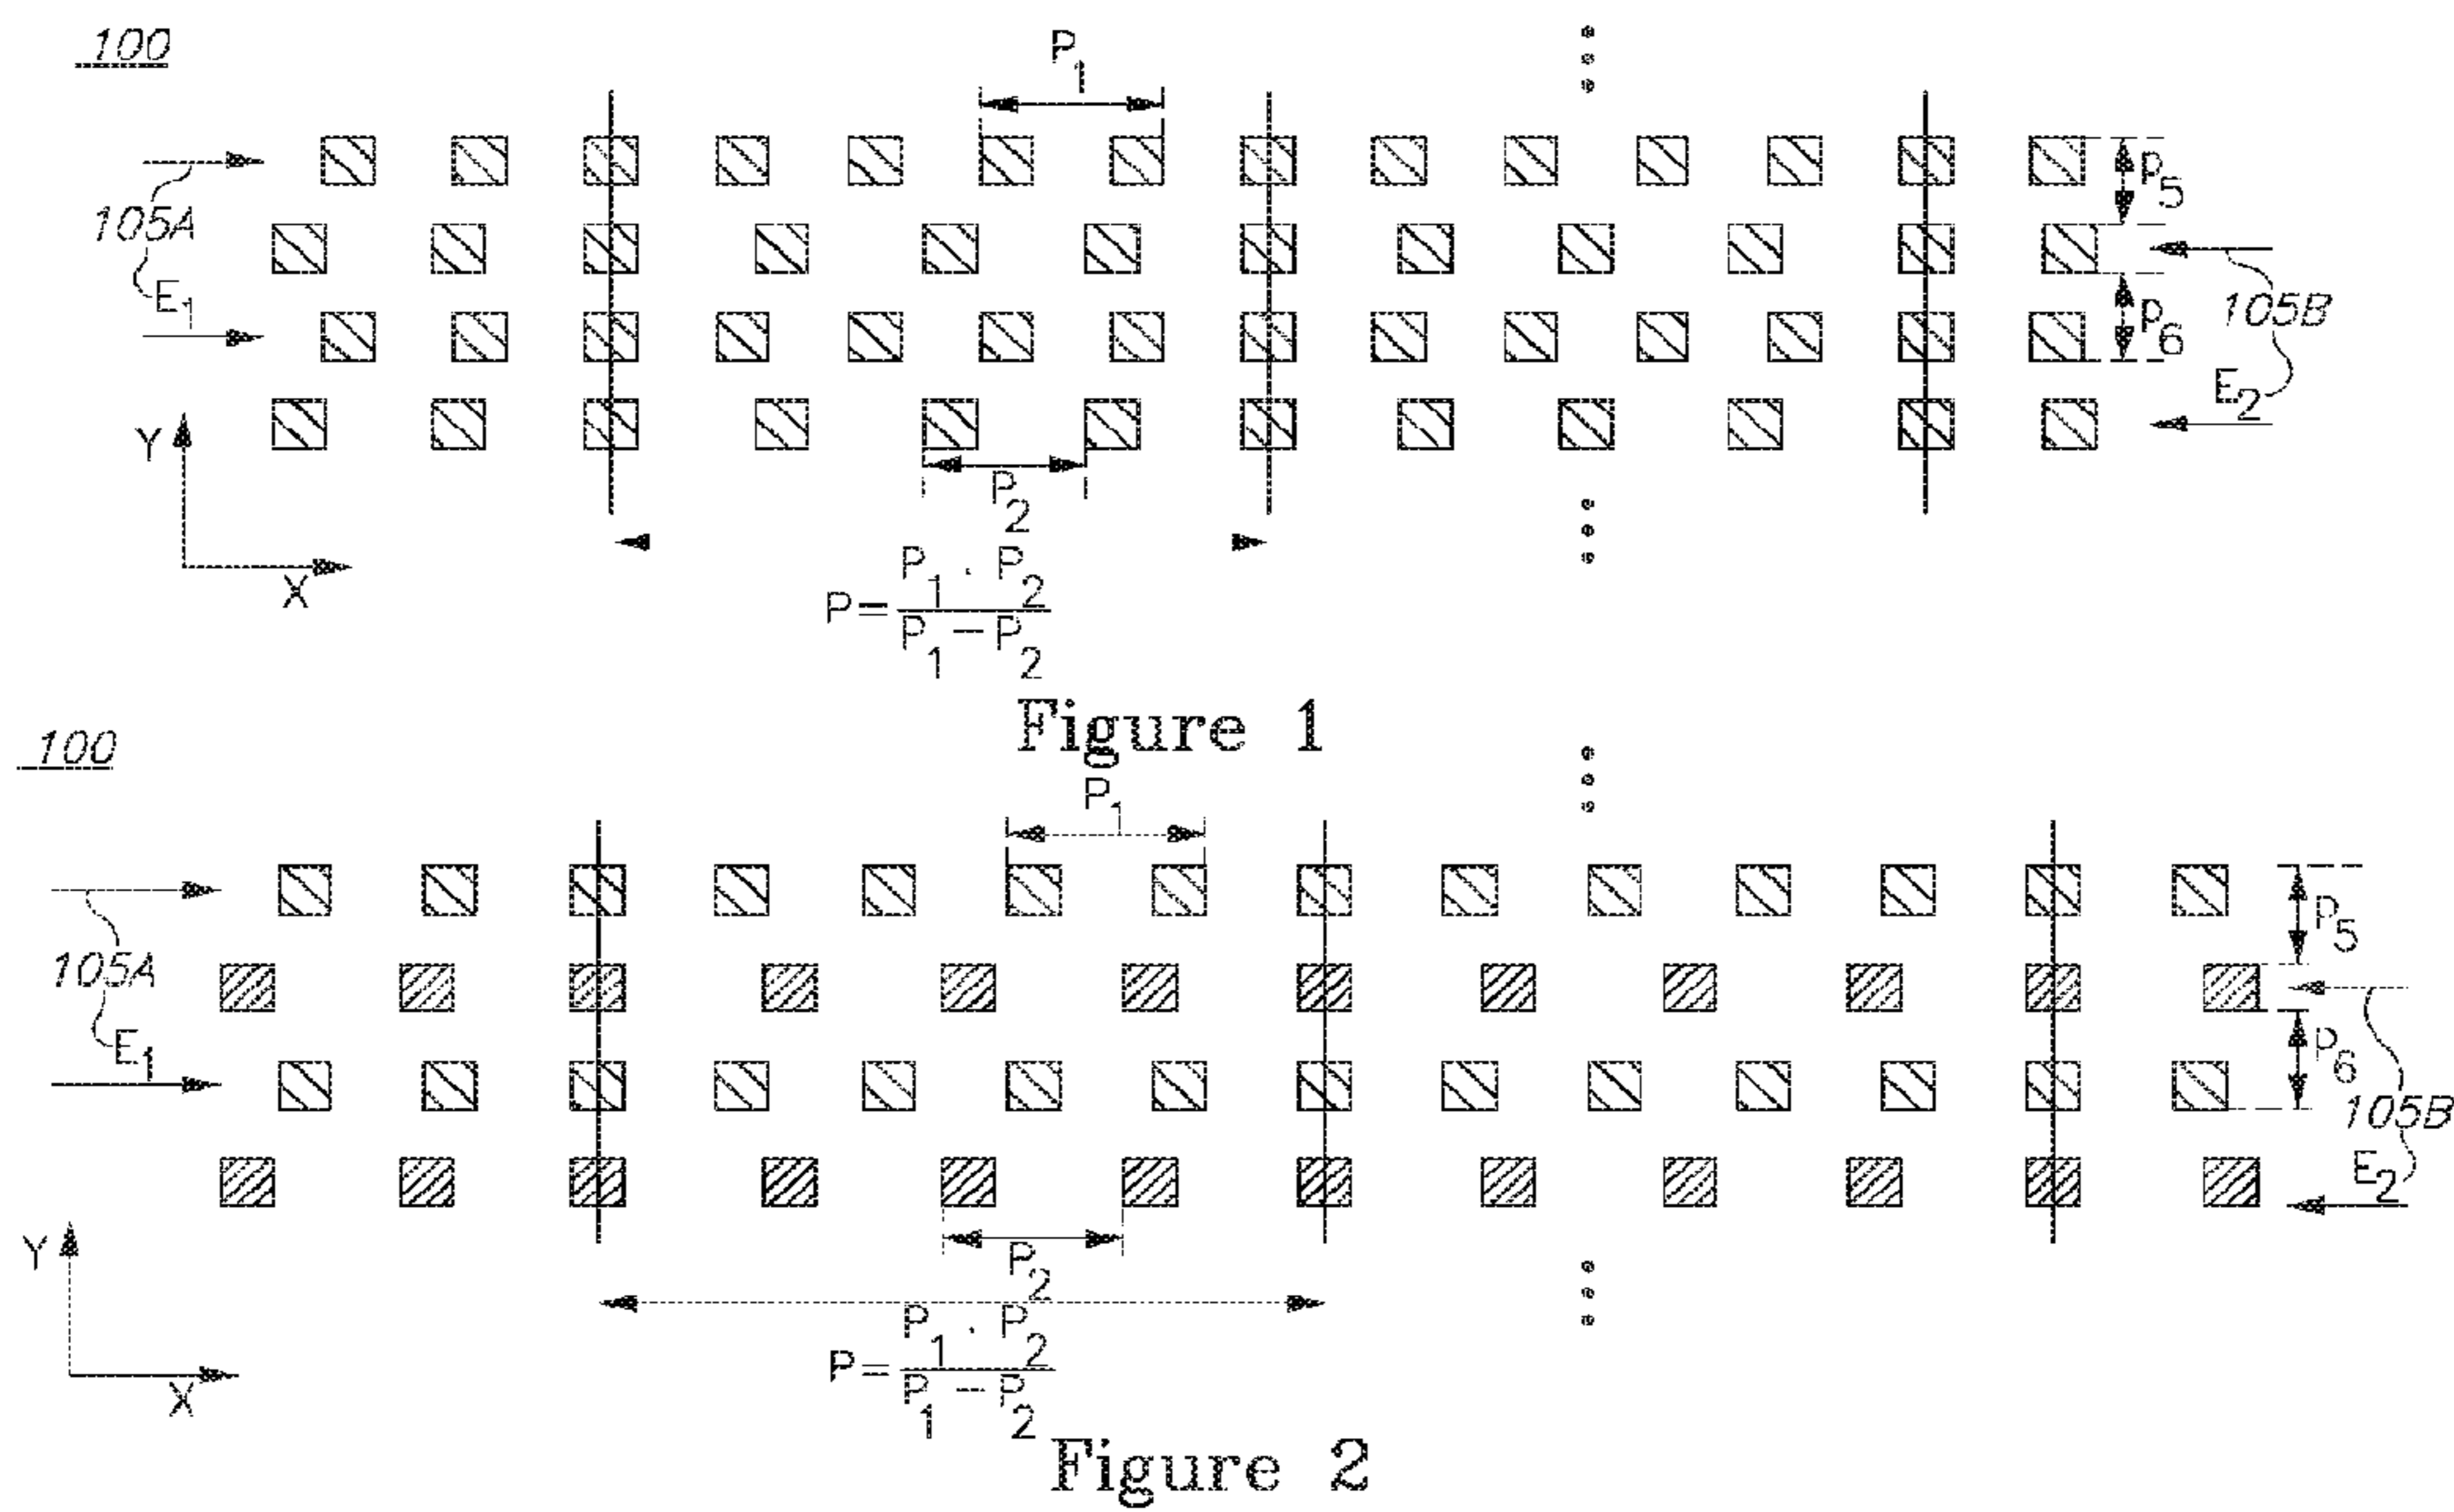 100
P1
P5
105A
E1
P6
105B
E2
Y
X
P2
P = P1 · P2 / P1 − P2
Figure 1
100
P1
P5
105A
E1
P6
105B
E2
Y
X
P2
P = P1 · P2 / P1 − P2
Figure 2